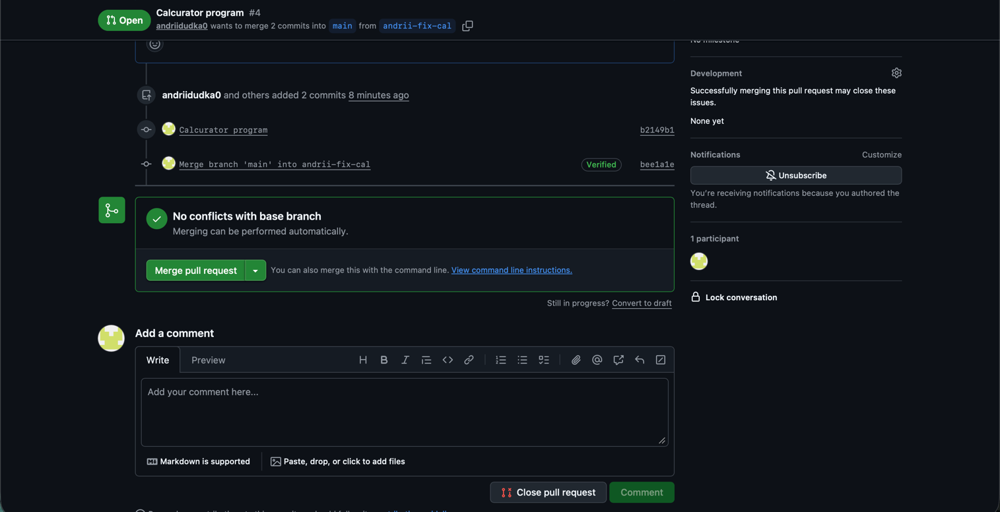 Open
Calcurator program #4
andriidudka0 wants to merge 2 commits into main from andrii-fix-cal
No milestone
Development
Successfully merging this pull request may close these
issues.
None yet
andriidudka0 and others added 2 commits 8 minutes ago
Calcurator program b2149b1
Merge branch 'main' into andrii-fix-cal Verified bee1a1e
Notifications Customize
Unsubscribe
You're receiving notifications because you authored the
thread.
No conflicts with base branch
Merging can be performed automatically.
1 participant
Merge pull request You can also merge this with the command line. View command line instructions.
Lock conversation
Still in progress? Convert to draft
Add a comment
Write Preview
Add your comment here...
Markdown is supported Paste, drop, or click to add files
Close pull request Comment